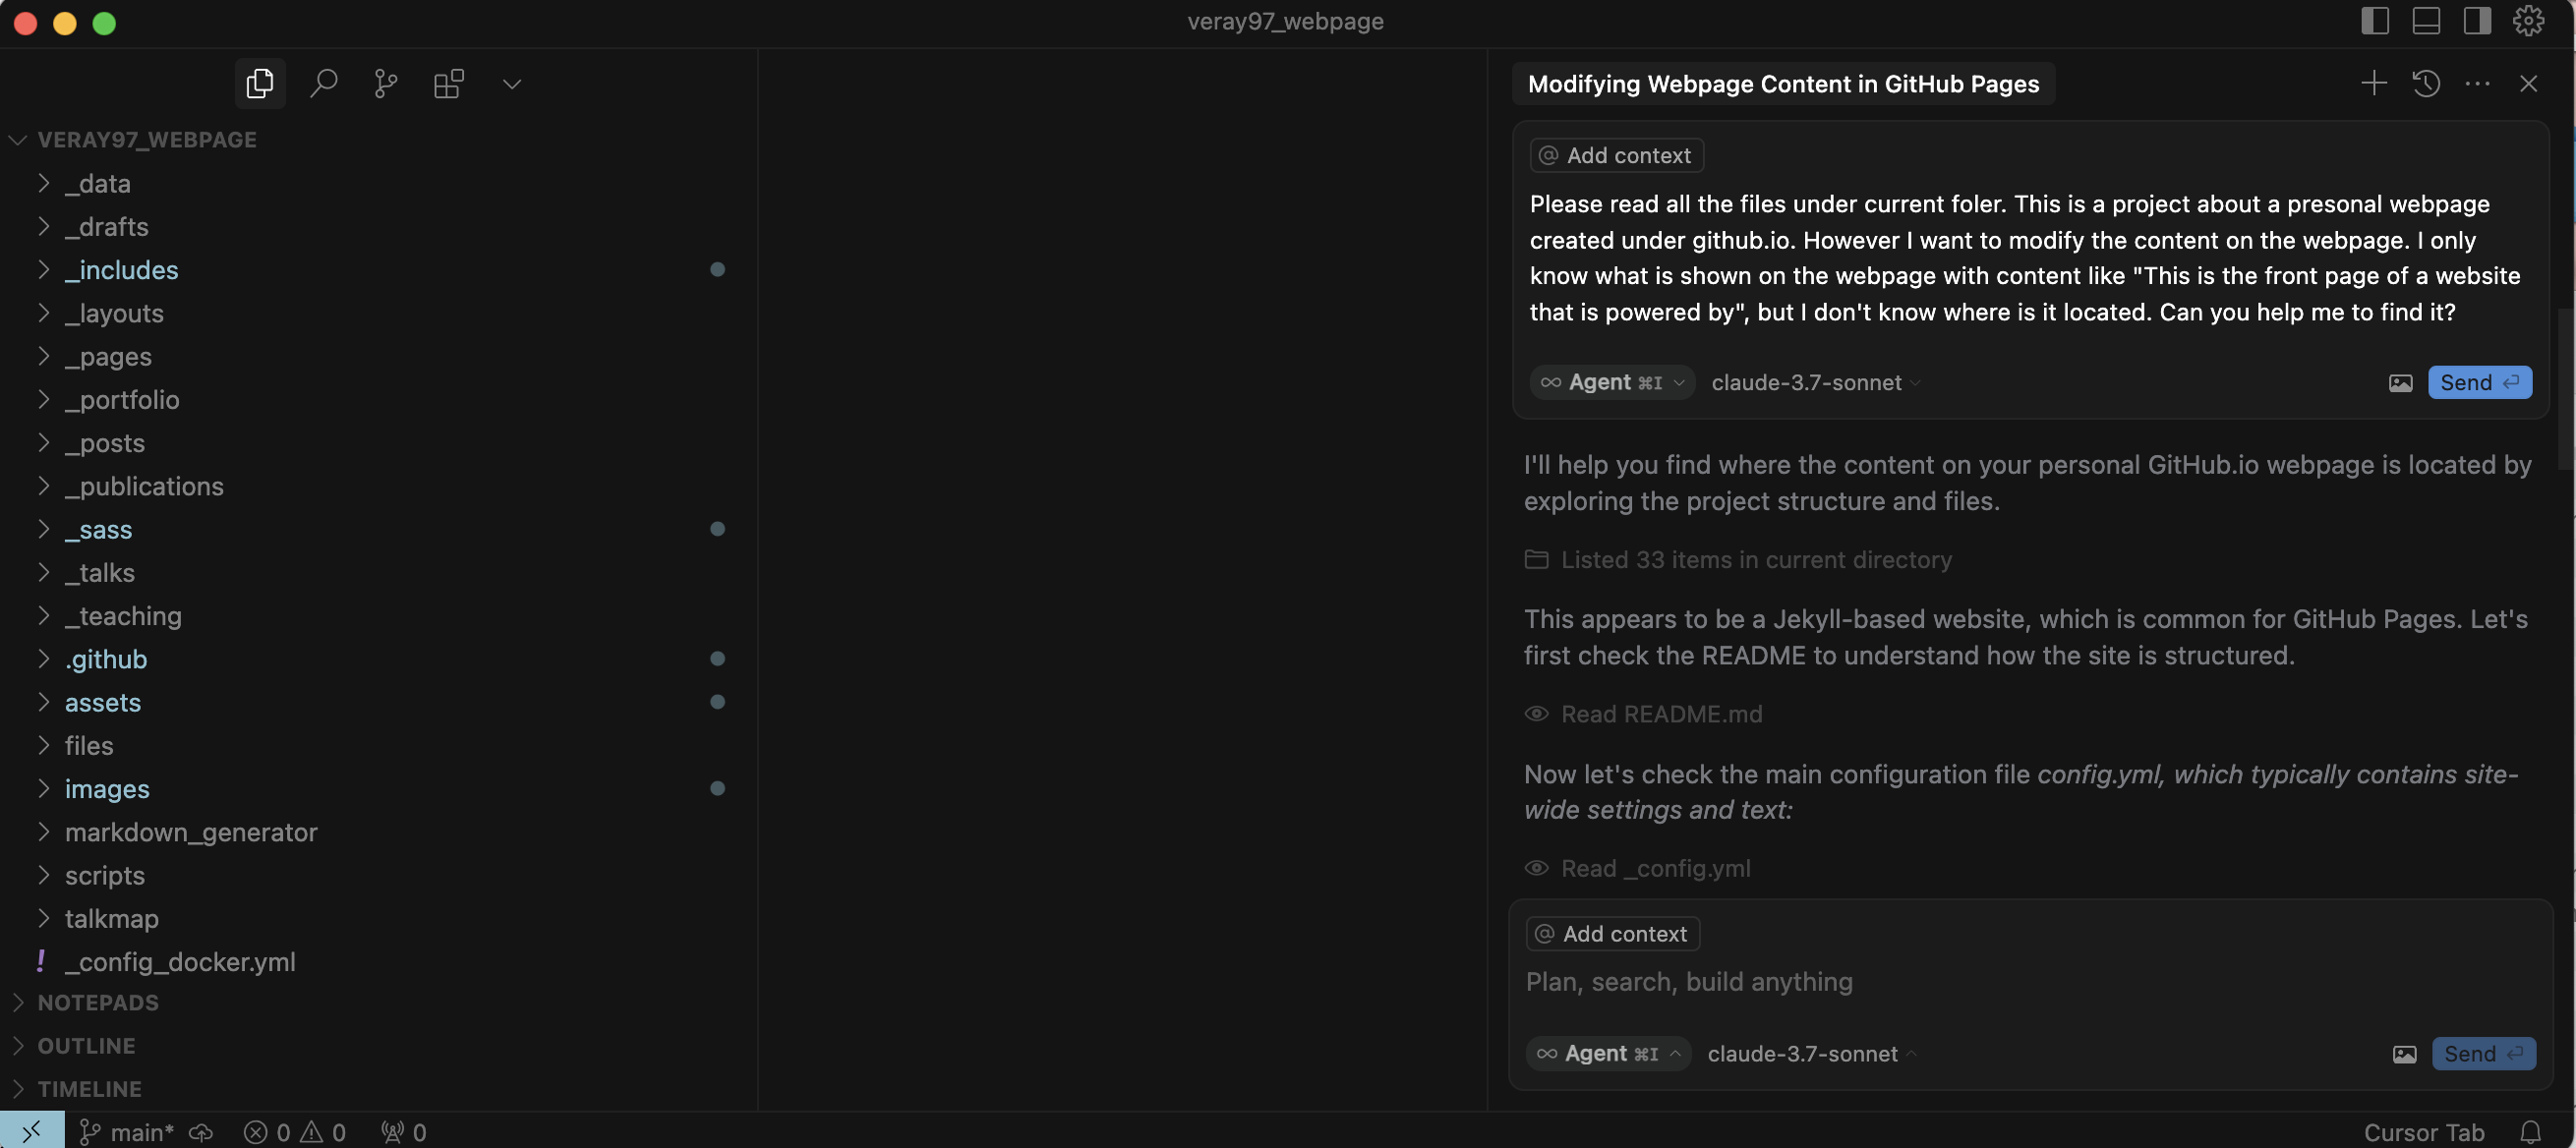 veray97_webpage
VERAY97_WEBPAGE
_data
_drafts
_includes
_layouts
_pages
_portfolio
_posts
_publications
_sass
_talks
_teaching
.github
assets
files
images
markdown_generator
scripts
talkmap
! _config_docker.yml
NOTEPADS
OUTLINE
TIMELINE
Modifying Webpage Content in GitHub Pages
@ Add context
Please read all the files under current foler. This is a project about a presonal webpage
created under github.io. However I want to modify the content on the webpage. I only
know what is shown on the webpage with content like "This is the front page of a website
that is powered by", but I don't know where is it located. Can you help me to find it?
∞ Agent ⌘I claude-3.7-sonnet Send
I'll help you find where the content on your personal GitHub.io webpage is located by
exploring the project structure and files.
Listed 33 items in current directory
This appears to be a Jekyll-based website, which is common for GitHub Pages. Let's
first check the README to understand how the site is structured.
Read README.md
Now let's check the main configuration file config.yml, which typically contains site-
wide settings and text:
Read _config.yml
@ Add context
Plan, search, build anything
∞ Agent ⌘I claude-3.7-sonnet Send
main* 0 0 0 Cursor Tab